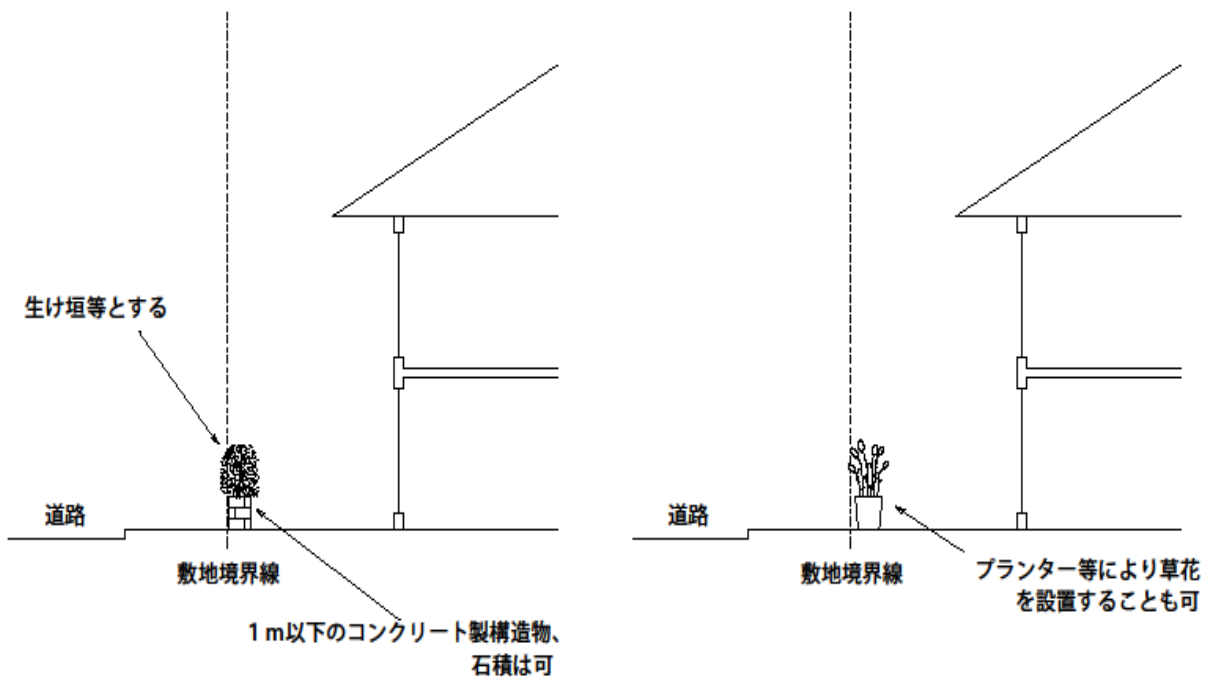 生け垣等とする
道路
敷地境界線
1m以下のコンクリート製構造物、
石積は可
道路
敷地境界線
プランター等により草花
を設置することも可